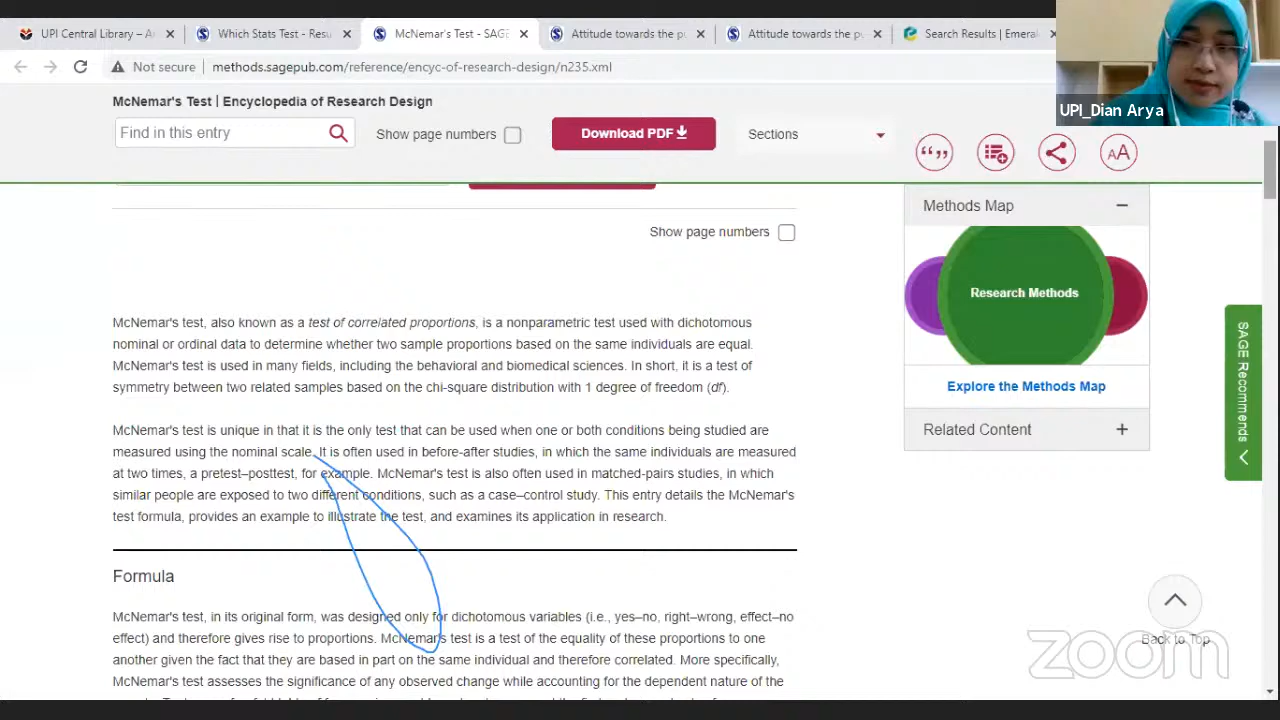 UPI Central Library – Ar
Which Stats Test - Resu
McNemar's Test - SAGE
Attitude towards the pu
Attitude towards the pu
Search Results | Emeral
Not secure
methods.sagepub.com/reference/encyc-of-research-design/n235.xml
UPI_Dian Arya
McNemar's Test | Encyclopedia of Research Design
Find in this entry
Show page numbers
Download PDF
Sections
“ ”
AA
Methods Map
Show page numbers
Research Methods
Explore the Methods Map
Related Content
SAGE Recommends
McNemar's test, also known as a test of correlated proportions, is a nonparametric test used with dichotomous
nominal or ordinal data to determine whether two sample proportions based on the same individuals are equal.
McNemar's test is used in many fields, including the behavioral and biomedical sciences. In short, it is a test of
symmetry between two related samples based on the chi-square distribution with 1 degree of freedom (df).
McNemar's test is unique in that it is the only test that can be used when one or both conditions being studied are
measured using the nominal scale. It is often used in before-after studies, in which the same individuals are measured
at two times, a pretest–posttest, for example. McNemar's test is also often used in matched-pairs studies, in which
similar people are exposed to two different conditions, such as a case–control study. This entry details the McNemar's
test formula, provides an example to illustrate the test, and examines its application in research.
Formula
McNemar's test, in its original form, was designed only for dichotomous variables (i.e., yes–no, right–wrong, effect–no
effect) and therefore gives rise to proportions. McNemar's test is a test of the equality of these proportions to one
another given the fact that they are based in part on the same individual and therefore correlated. More specifically,
McNemar's test assesses the significance of any observed change while accounting for the dependent nature of the
Back to Top
zoom